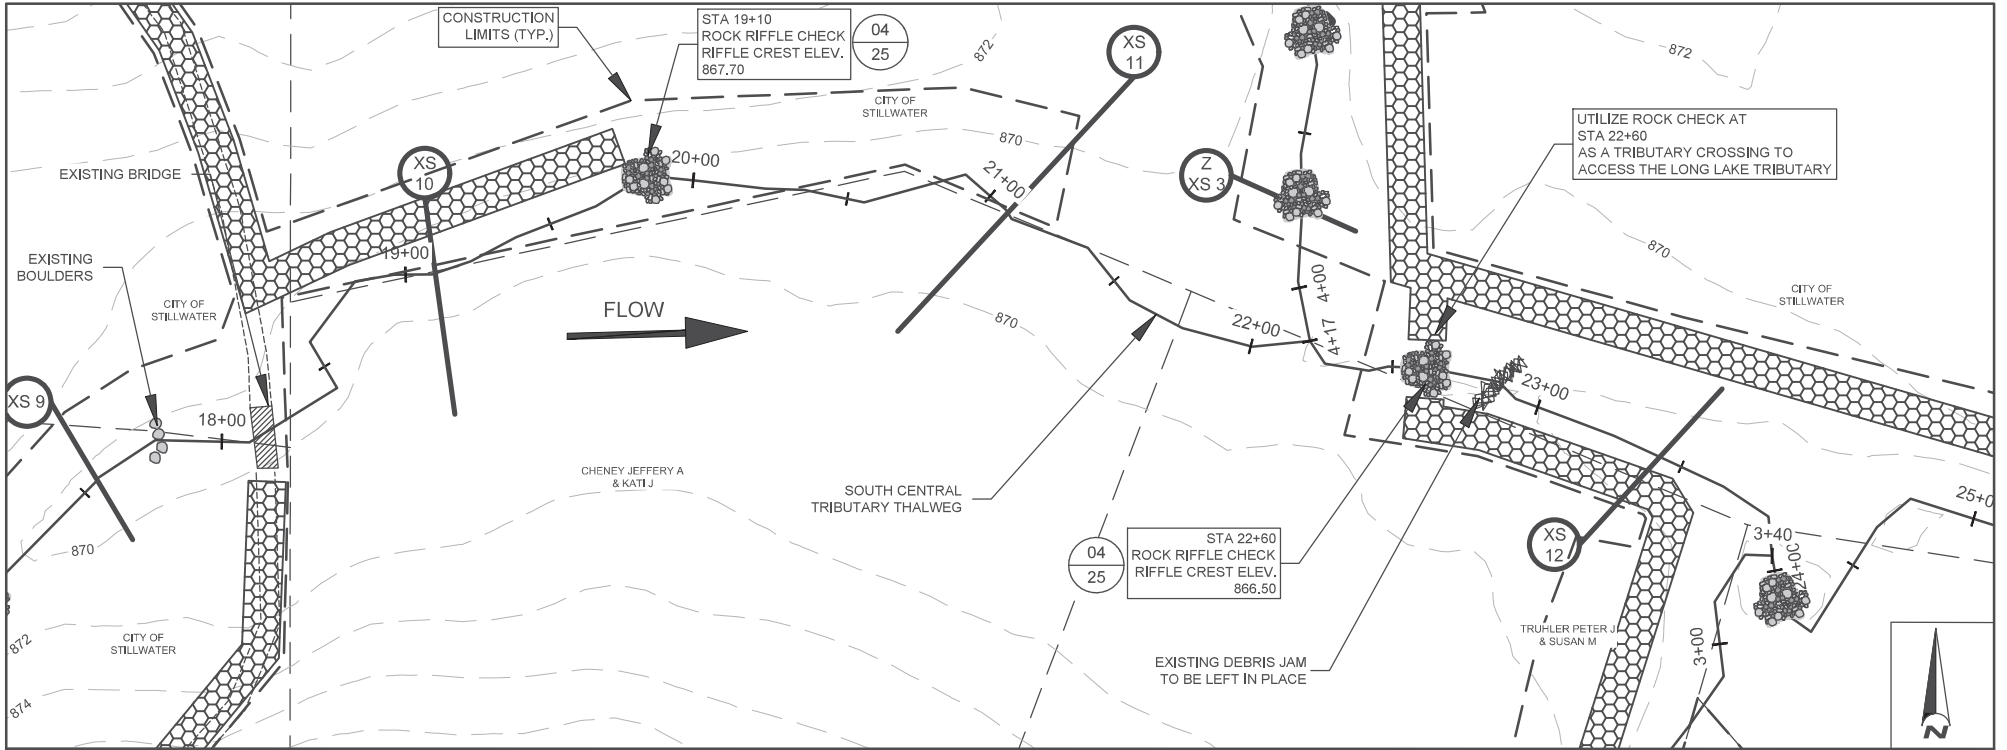 CONSTRUCTION
LIMITS (TYP.)
STA 19+10
ROCK RIFFLE CHECK
RIFFLE CREST ELEV.
867.70
04
25
872
XS
11
872
CITY OF
STILLWATER
870
UTILIZE ROCK CHECK AT
STA 22+60
AS A TRIBUTARY CROSSING TO
ACCESS THE LONG LAKE TRIBUTARY
EXISTING BRIDGE
XS
10
20+00
21+00
Z
XS 3
19+00
870
EXISTING
BOULDERS
CITY OF
STILLWATER
FLOW
870
22+00
4+00
4+17
CITY OF
STILLWATER
XS 9
18+00
23+00
CHENEY JEFFERY A
& KATI J
SOUTH CENTRAL
TRIBUTARY THALWEG
25+0
870
04
25
STA 22+60
ROCK RIFFLE CHECK
RIFFLE CREST ELEV.
866.50
XS
12
3+40
24+00
872
CITY OF
STILLWATER
TRUHLER PETER J
& SUSAN M
3+00
EXISTING DEBRIS JAM
TO BE LEFT IN PLACE
874
N